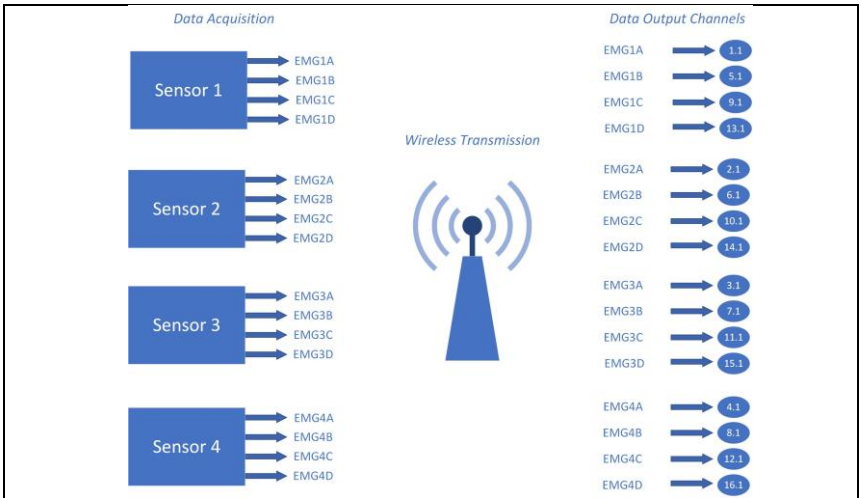 Data Acquisition
Sensor 1
EMG1A
EMG1B
EMG1C
EMG1D
Sensor 2
EMG2A
EMG2B
EMG2C
EMG2D
Sensor 3
EMG3A
EMG3B
EMG3C
EMG3D
Sensor 4
EMG4A
EMG4B
EMG4C
EMG4D
Wireless Transmission
Data Output Channels
EMG1A 1.1
EMG1B 5.1
EMG1C 9.1
EMG1D 13.1
EMG2A 2.1
EMG2B 6.1
EMG2C 10.1
EMG2D 14.1
EMG3A 3.1
EMG3B 7.1
EMG3C 11.1
EMG3D 15.1
EMG4A 4.1
EMG4B 8.1
EMG4C 12.1
EMG4D 16.1